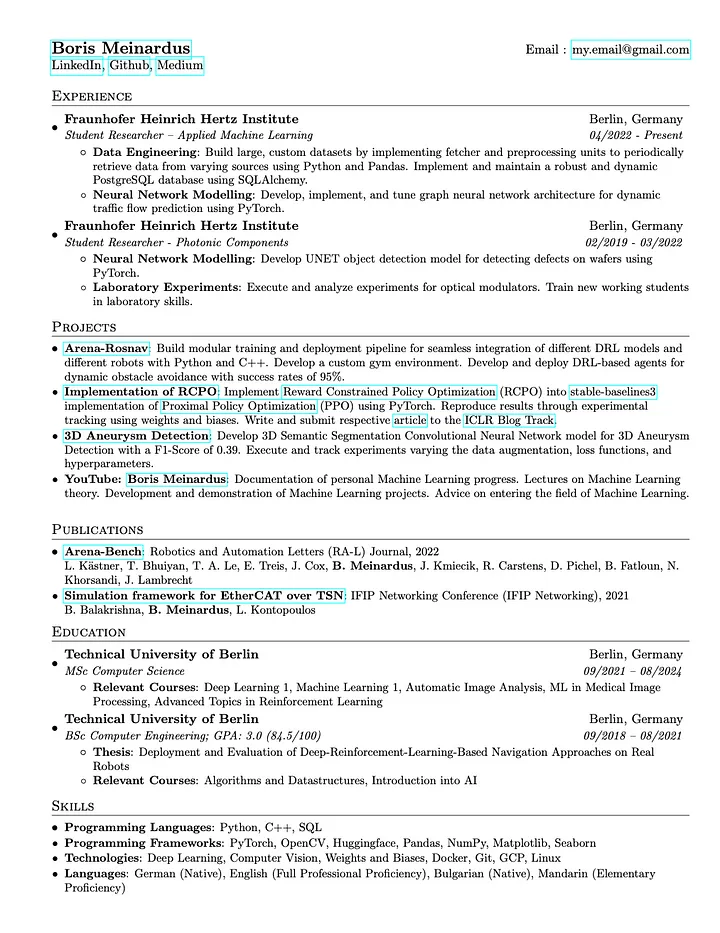 Boris Meinardus
Email : my.email@gmail.com
LinkedIn, Github, Medium
Experience
• Fraunhofer Heinrich Hertz Institute Berlin, Germany
Student Researcher – Applied Machine Learning 04/2022 - Present
◦ Data Engineering: Build large, custom datasets by implementing fetcher and preprocessing units to periodically
retrieve data from varying sources using Python and Pandas. Implement and maintain a robust and dynamic
PostgreSQL database using SQLAlchemy.
◦ Neural Network Modelling: Develop, implement, and tune graph neural network architecture for dynamic
traffic flow prediction using PyTorch.
• Fraunhofer Heinrich Hertz Institute Berlin, Germany
Student Researcher - Photonic Components 02/2019 - 03/2022
◦ Neural Network Modelling: Develop UNET object detection model for detecting defects on wafers using
PyTorch.
◦ Laboratory Experiments: Execute and analyze experiments for optical modulators. Train new working students
in laboratory skills.
Projects
• Arena-Rosnav: Build modular training and deployment pipeline for seamless integration of different DRL models and
different robots with Python and C++. Develop a custom gym environment. Develop and deploy DRL-based agents for
dynamic obstacle avoidance with success rates of 95%.
• Implementation of RCPO: Implement Reward Constrained Policy Optimization (RCPO) into stable-baselines3
implementation of Proximal Policy Optimization (PPO) using PyTorch. Reproduce results through experimental
tracking using weights and biases. Write and submit respective article to the ICLR Blog Track.
• 3D Aneurysm Detection: Develop 3D Semantic Segmentation Convolutional Neural Network model for 3D Aneurysm
Detection with a F1-Score of 0.39. Execute and track experiments varying the data augmentation, loss functions, and
hyperparameters.
• YouTube: Boris Meinardus: Documentation of personal Machine Learning progress. Lectures on Machine Learning
theory. Development and demonstration of Machine Learning projects. Advice on entering the field of Machine Learning.
Publications
• Arena-Bench: Robotics and Automation Letters (RA-L) Journal, 2022
L. Kästner, T. Bhuiyan, T. A. Le, E. Treis, J. Cox, B. Meinardus, J. Kmiecik, R. Carstens, D. Pichel, B. Fatloun, N.
Khorsandi, J. Lambrecht
• Simulation framework for EtherCAT over TSN: IFIP Networking Conference (IFIP Networking), 2021
B. Balakrishna, B. Meinardus, L. Kontopoulos
Education
• Technical University of Berlin Berlin, Germany
MSc Computer Science 09/2021 – 08/2024
◦ Relevant Courses: Deep Learning 1, Machine Learning 1, Automatic Image Analysis, ML in Medical Image
Processing, Advanced Topics in Reinforcement Learning
• Technical University of Berlin Berlin, Germany
BSc Computer Engineering; GPA: 3.0 (84.5/100) 09/2018 – 08/2021
◦ Thesis: Deployment and Evaluation of Deep-Reinforcement-Learning-Based Navigation Approaches on Real
Robots
◦ Relevant Courses: Algorithms and Datastructures, Introduction into AI
Skills
• Programming Languages: Python, C++, SQL
• Programming Frameworks: PyTorch, OpenCV, Huggingface, Pandas, NumPy, Matplotlib, Seaborn
• Technologies: Deep Learning, Computer Vision, Weights and Biases, Docker, Git, GCP, Linux
• Languages: German (Native), English (Full Professional Proficiency), Bulgarian (Native), Mandarin (Elementary
Proficiency)